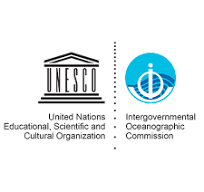 UNESCO
United Nations
Educational, Scientific and
Cultural Organization
Intergovernmental
Oceanographic
Commission